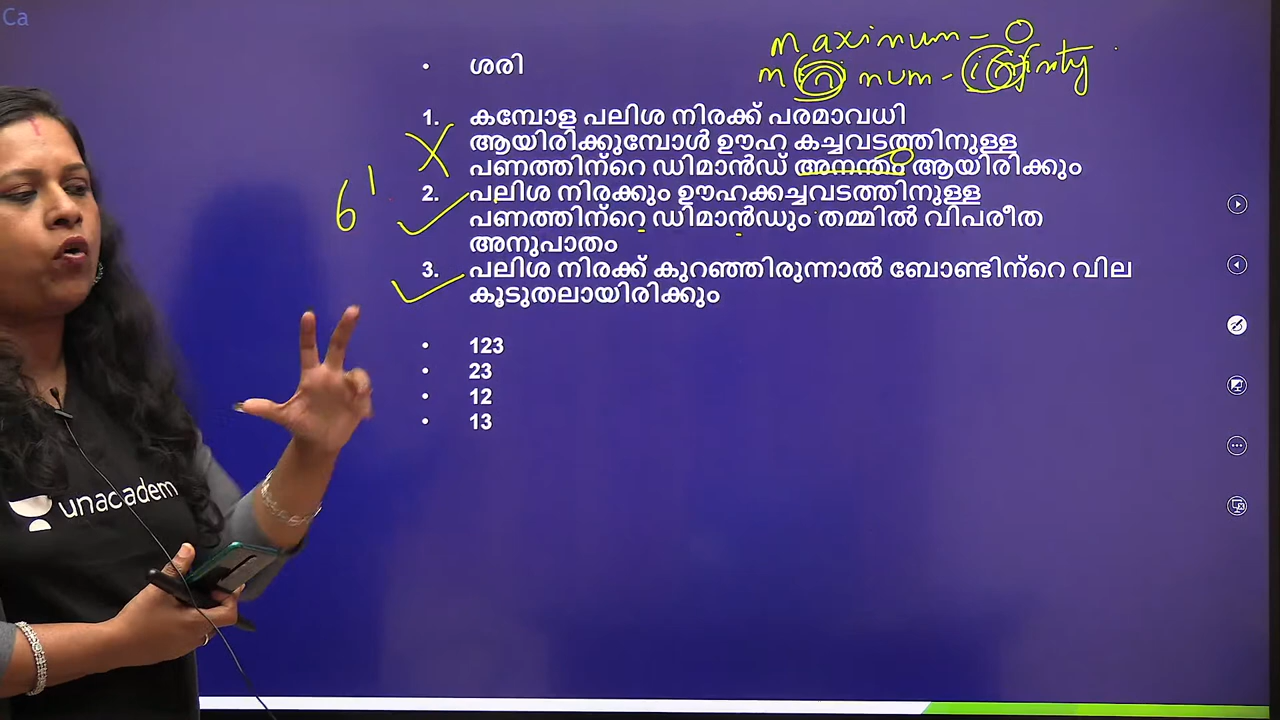 Ca
maximum - 0
minimum - infinity
• ശരി
1. കമ്പോള പലിശ നിരക്ക് പരമാവധി
ആയിരിക്കുമ്പോൾ ഊഹ കച്ചവടത്തിനുള്ള
പണത്തിന്റെ ഡിമാൻഡ് അനന്തം ആയിരിക്കും
2. പലിശ നിരക്കും ഊഹക്കച്ചവടത്തിനുള്ള
പണത്തിന്റെ ഡിമാൻഡും തമ്മിൽ വിപരീത
അനുപാതം
3. പലിശ നിരക്ക് കുറഞ്ഞിരുന്നാൽ ബോണ്ടിന്റെ വില
കൂടുതലായിരിക്കും
• 123
• 23
• 12
• 13
unacadem